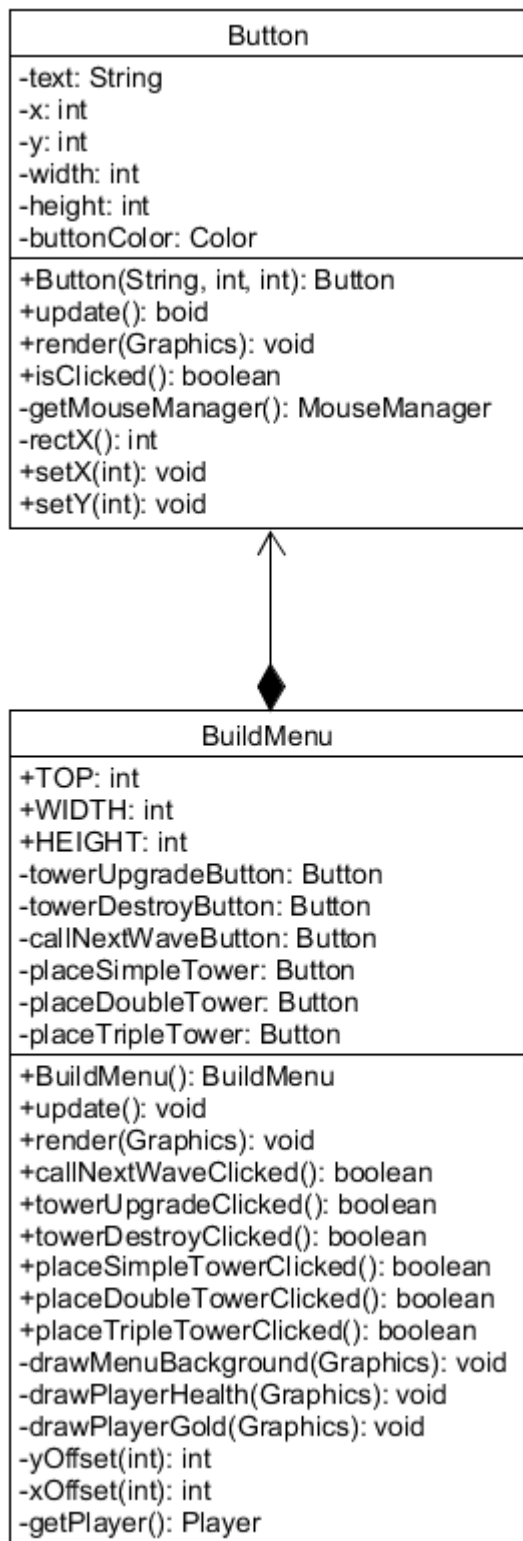 Button
-text: String
-x: int
-y: int
-width: int
-height: int
-buttonColor: Color
+Button(String, int, int): Button
+update(): boid
+render(Graphics): void
+isClicked(): boolean
-getMouseManager(): MouseManager
-rectX(): int
+setX(int): void
+setY(int): void
BuildMenu
+TOP: int
+WIDTH: int
+HEIGHT: int
-towerUpgradeButton: Button
-towerDestroyButton: Button
-callNextWaveButton: Button
-placeSimpleTower: Button
-placeDoubleTower: Button
-placeTripleTower: Button
+BuildMenu(): BuildMenu
+update(): void
+render(Graphics): void
+callNextWaveClicked(): boolean
+towerUpgradeClicked(): boolean
+towerDestroyClicked(): boolean
+placeSimpleTowerClicked(): boolean
+placeDoubleTowerClicked(): boolean
+placeTripleTowerClicked(): boolean
-drawMenuBackground(Graphics): void
-drawPlayerHealth(Graphics): void
-drawPlayerGold(Graphics): void
-yOffset(int): int
-xOffset(int): int
-getPlayer(): Player